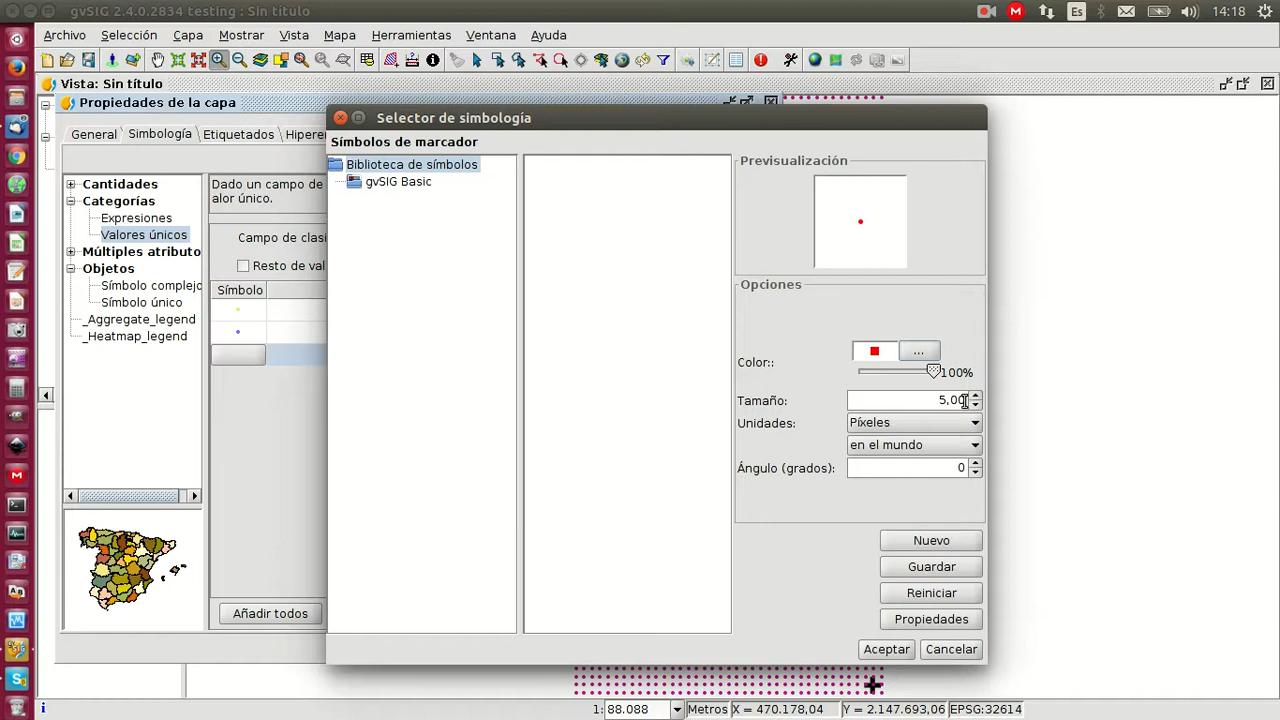 gvSIG 2.4.0.2834 testing : Sin título
Es
14:18
Archivo Selección Capa Mostrar Vista Mapa Herramientas Ventana Ayuda
Vista: Sin título
Propiedades de la capa
General Simbología Etiquetados Hiperen
Cantidades
Categorías
Expresiones
Valores únicos
Múltiples atributo
Objetos
Símbolo complejo
Símbolo único
_Aggregate_legend
_Heatmap_legend
Dado un campo de
alor único.
Campo de clasi
Resto de val
Símbolo
Añadir todos
Selector de simbología
Símbolos de marcador
Biblioteca de símbolos
gvSIG Basic
Previsualización
Opciones
Color::
...
100%
Tamaño:
5,00
Unidades:
Píxeles
en el mundo
Ángulo (grados):
0
Nuevo
Guardar
Reiniciar
Propiedades
Aceptar Cancelar
1: 88.088 Metros X = 470.178,04 Y = 2.147.693,06 EPSG:32614